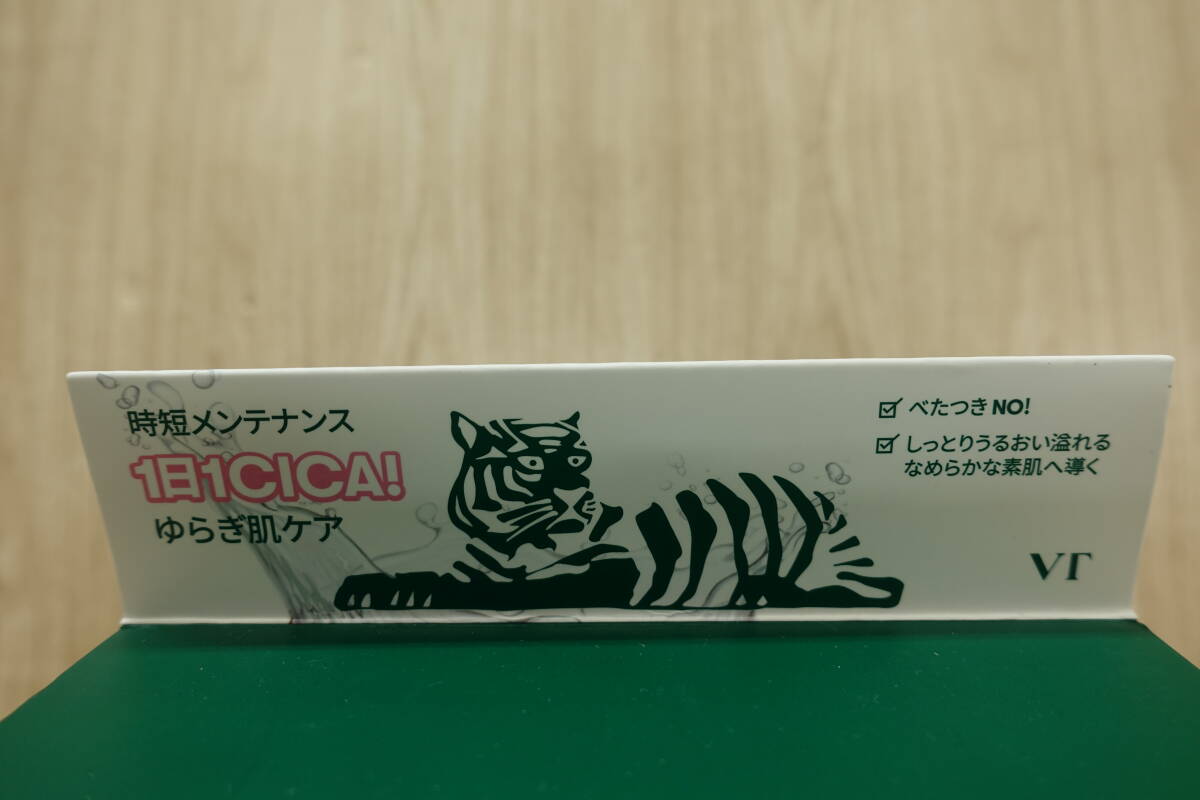 時短メンテナンス
1日1CICA!
ゆらぎ肌ケア
べたつきNO!
しっとりうるおい溢れる
なめらかな素肌へ導く
VT